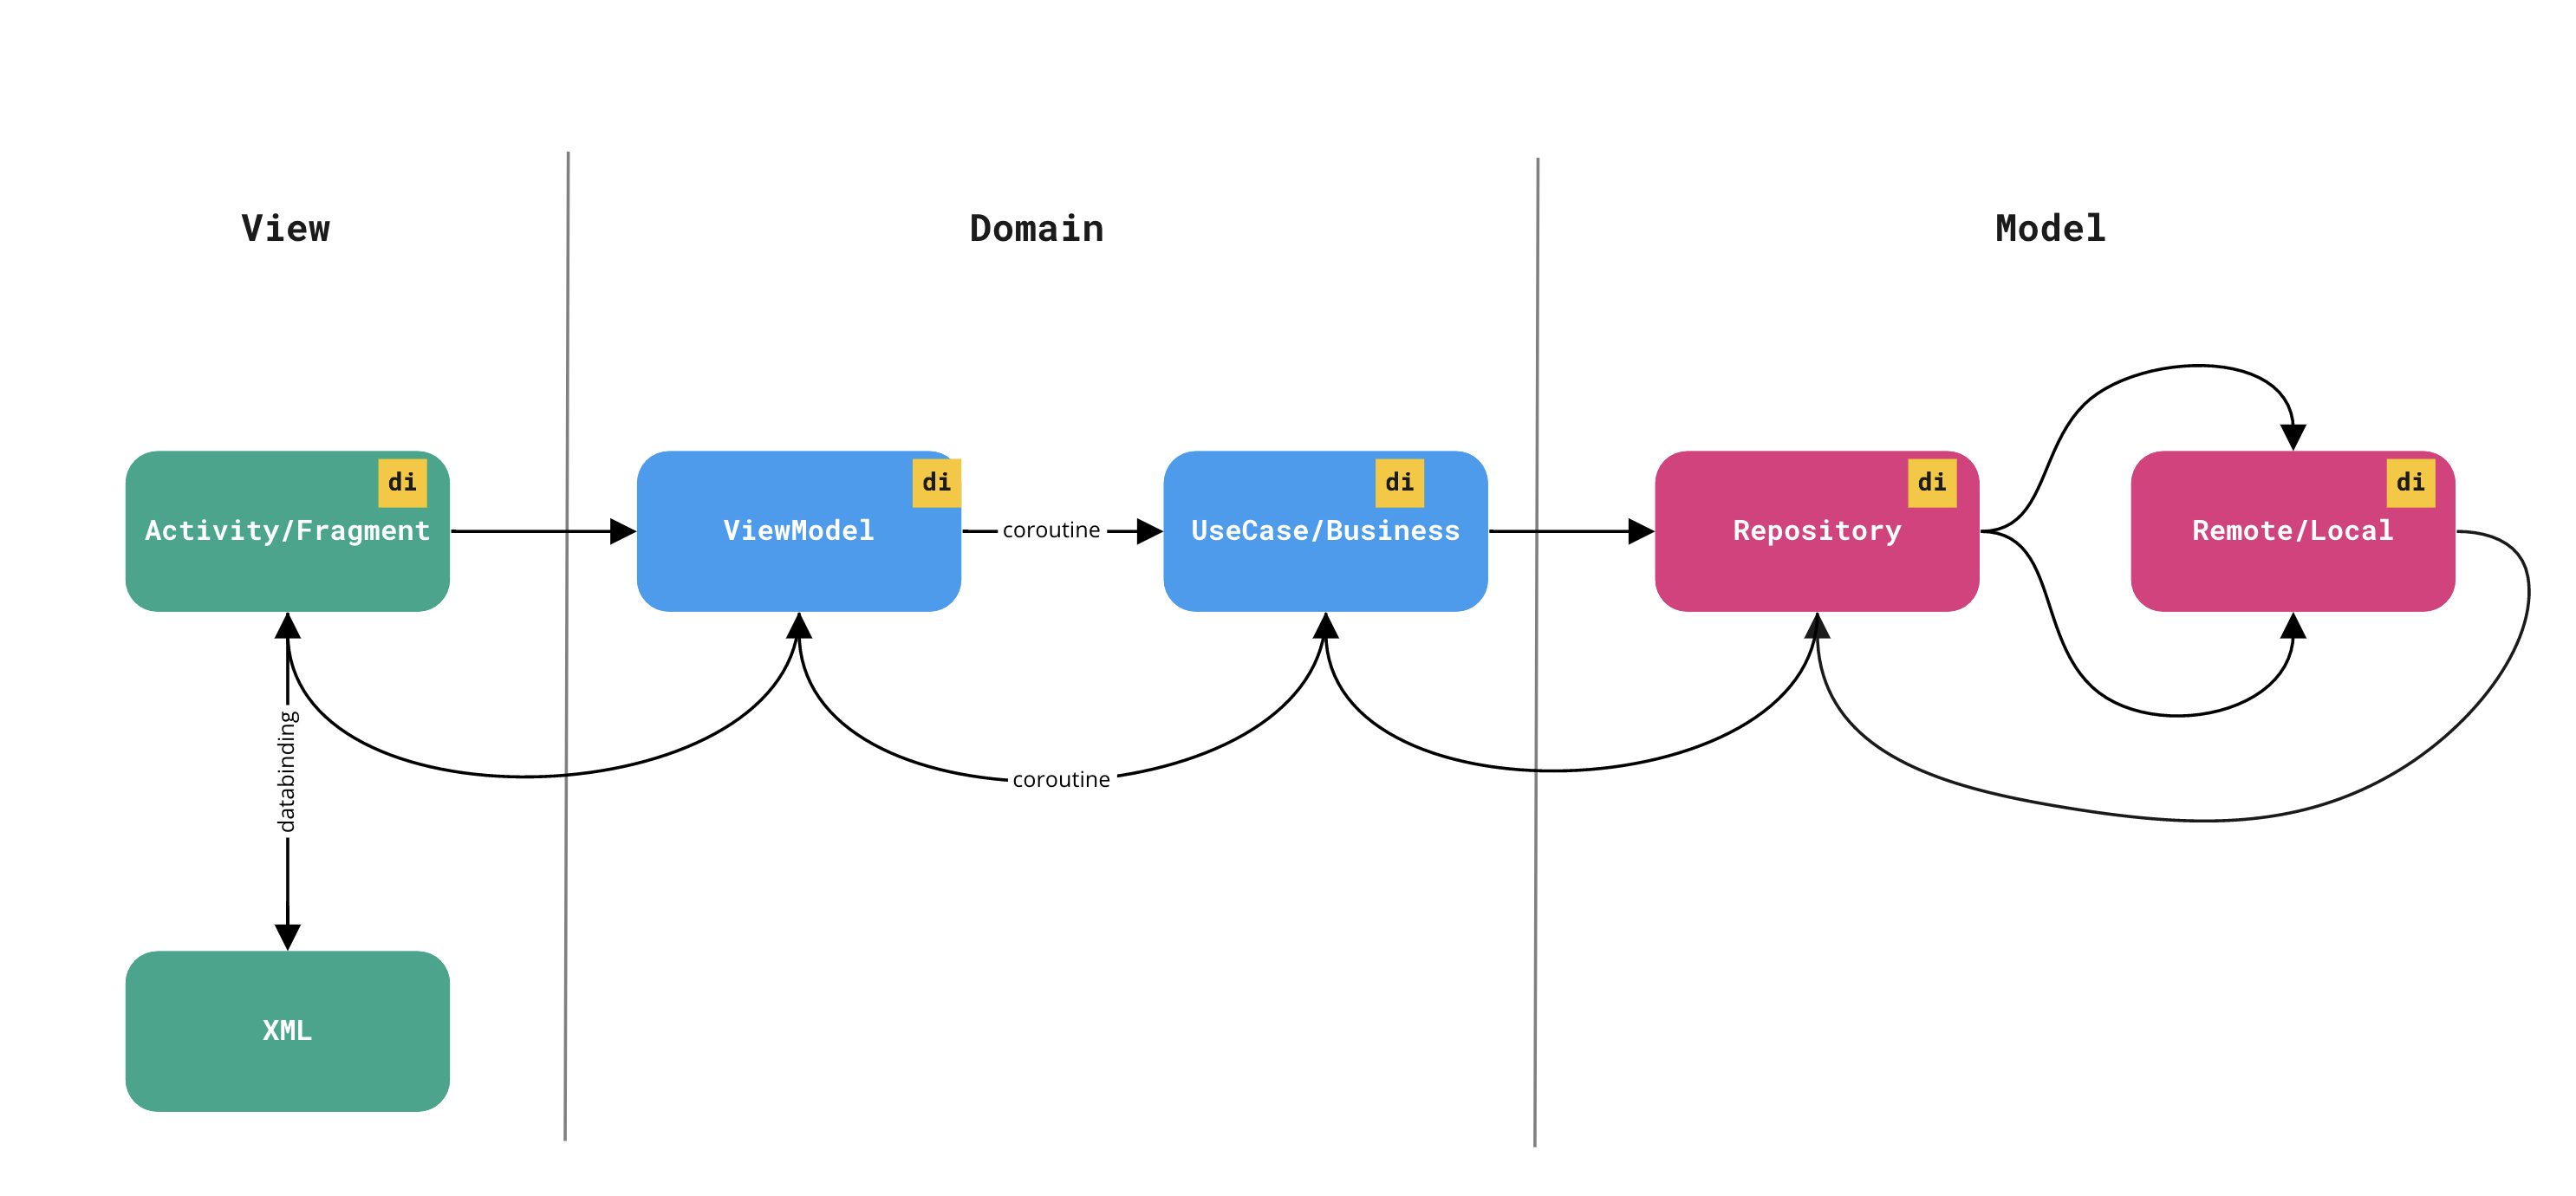 View
Domain
Model
di
Activity/Fragment
di
ViewModel
coroutine
di
UseCase/Business
di
Repository
di
Remote/Local
databinding
coroutine
XML